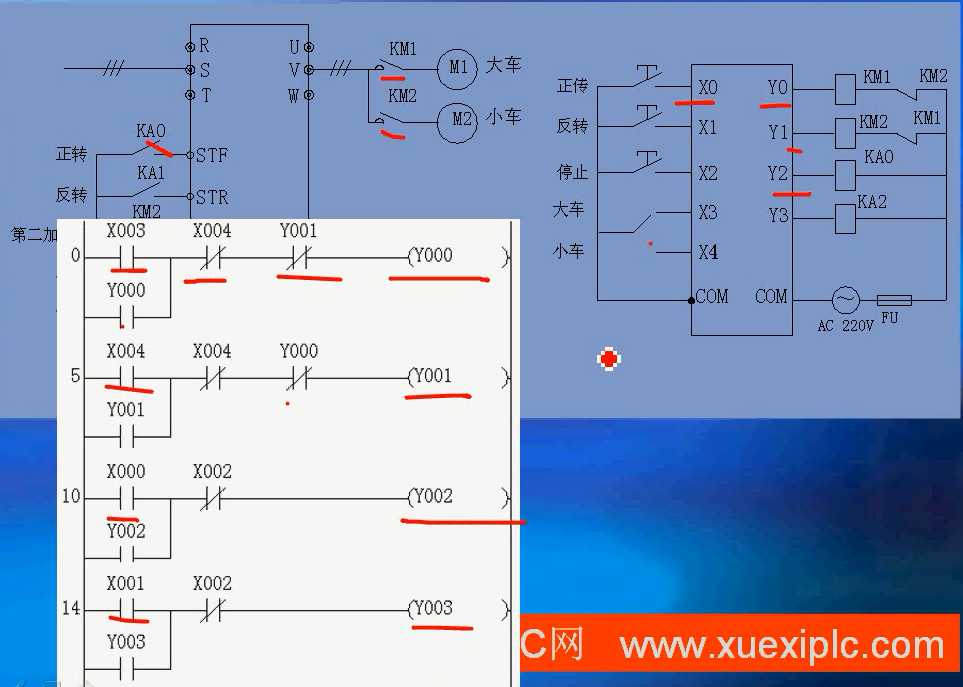 R U KM1
S V M1 大车
T W KM2
M2 小车
KA0
正转 STF
KA1
反转 STR
KM2
第二加
正传 X0 Y0 KM1 KM2
反转 X1 Y1 KM2 KM1
停止 X2 Y2 KA0
大车 X3 Y3 KA2
小车 X4
COM COM
AC 220V FU
X003 X004 Y001
0 (Y000 )
Y000
X004 X004 Y000
5 (Y001 )
Y001
X000 X002
10 (Y002 )
Y002
X001 X002
14 (Y003 )
Y003
C网 www.xuexiplc.com